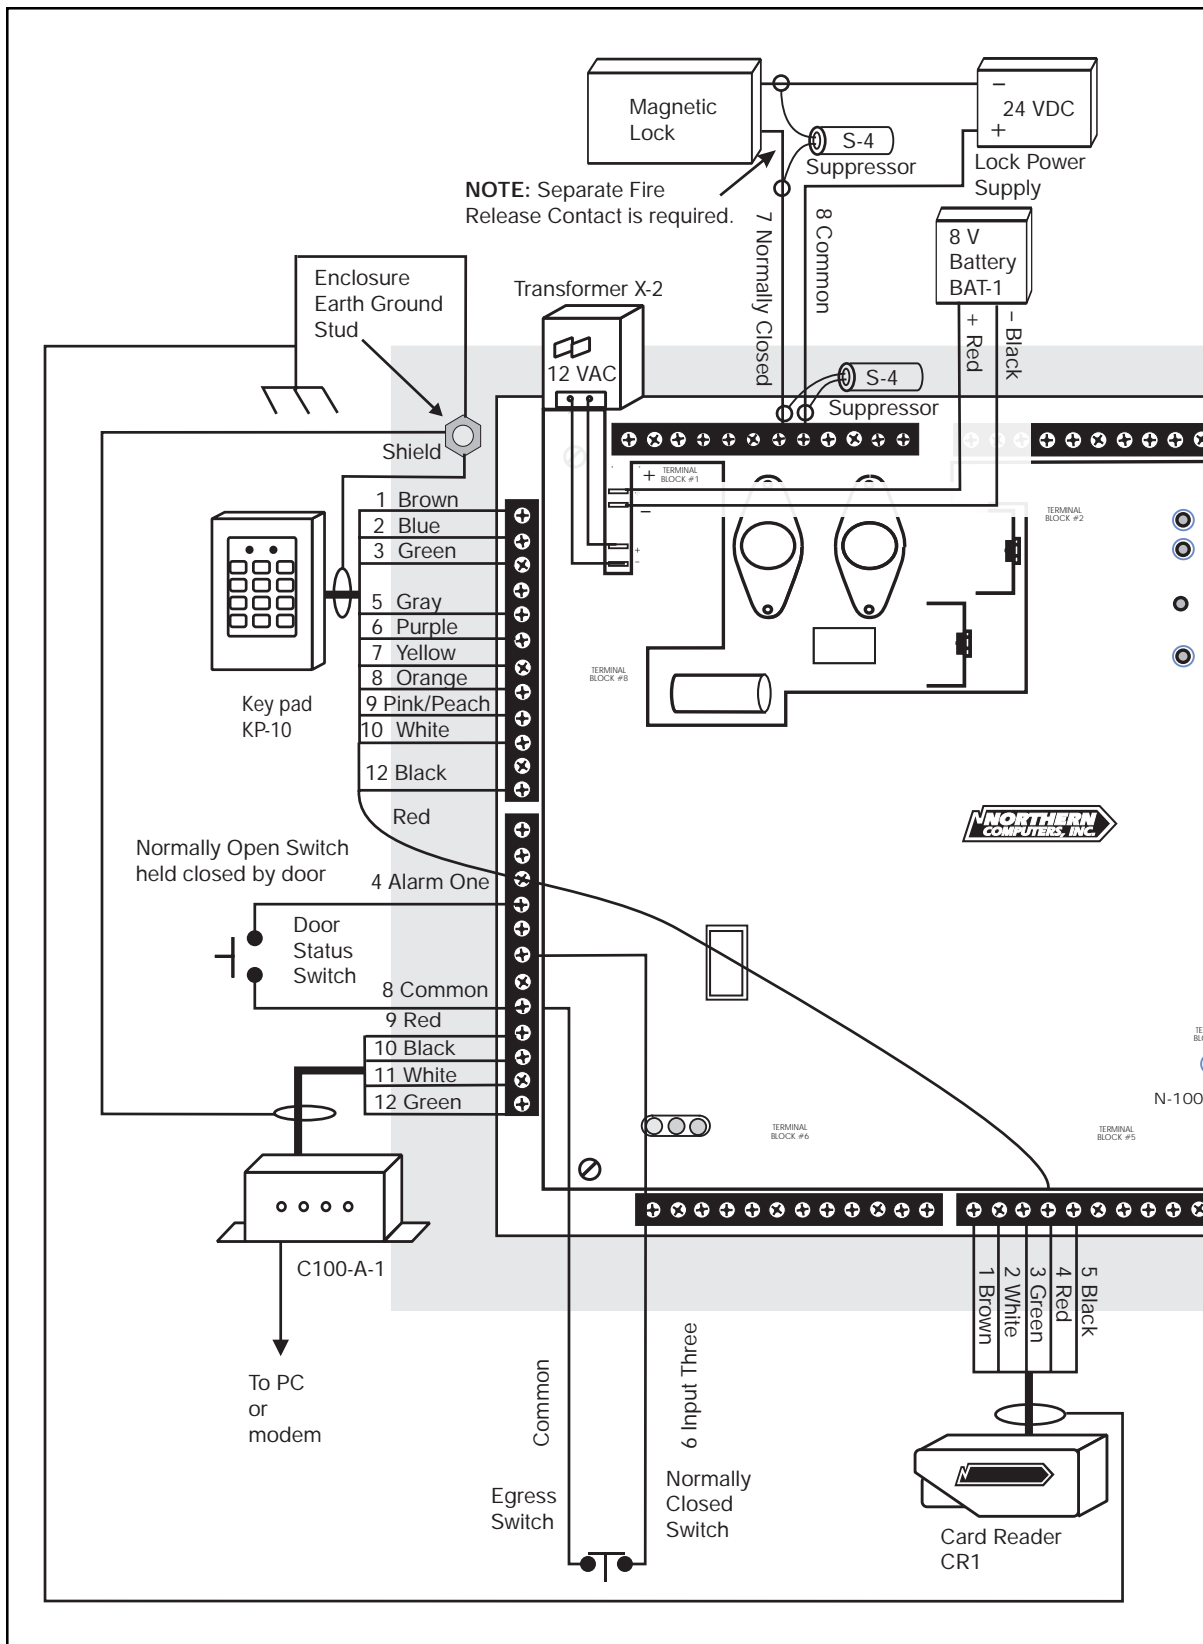 Magnetic
Lock
−
24 VDC
+
S-4
Suppressor
Lock Power
Supply
NOTE: Separate Fire
Release Contact is required.
7 Normally Closed
8 Common
8 V
Battery
BAT-1
+ Red
– Black
Enclosure
Earth Ground
Stud
Transformer X-2
12 VAC
S-4
Suppressor
Shield
+
TERMINAL
BLOCK #1
−
+
−
TERMINAL
BLOCK #2
1 Brown
2 Blue
3 Green
5 Gray
6 Purple
7 Yellow
8 Orange
9 Pink/Peach
10 White
12 Black
Red
TERMINAL
BLOCK #8
Key pad
KP-10
NORTHERN
COMPUTERS, INC.
Normally Open Switch
held closed by door
4 Alarm One
Door
Status
Switch
8 Common
9 Red
10 Black
11 White
12 Green
N-100
TERMINAL
BLOCK #6
TERMINAL
BLOCK #5
C100-A-1
To PC
or
modem
1 Brown
2 White
3 Green
4 Red
5 Black
Common
6 Input Three
Egress
Switch
Normally
Closed
Switch
N
Card Reader
CR1